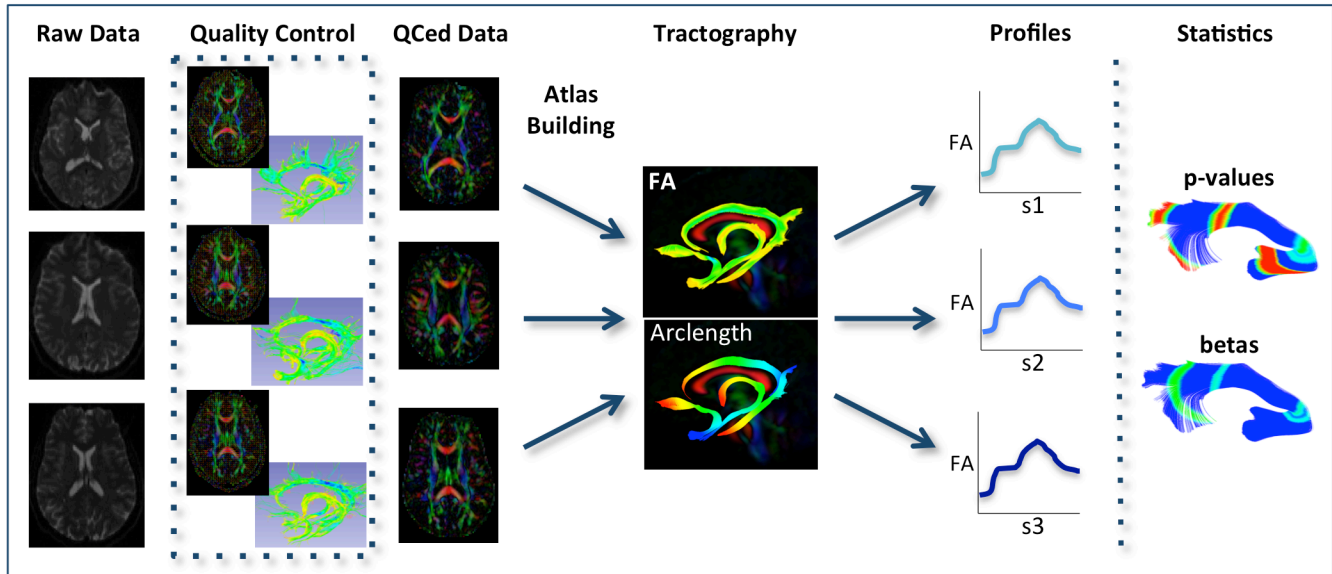 Raw Data
Quality Control
QCed Data
Tractography
Profiles
Statistics
Atlas
Building
FA
Arclength
FA
s1
FA
s2
FA
s3
p-values
betas